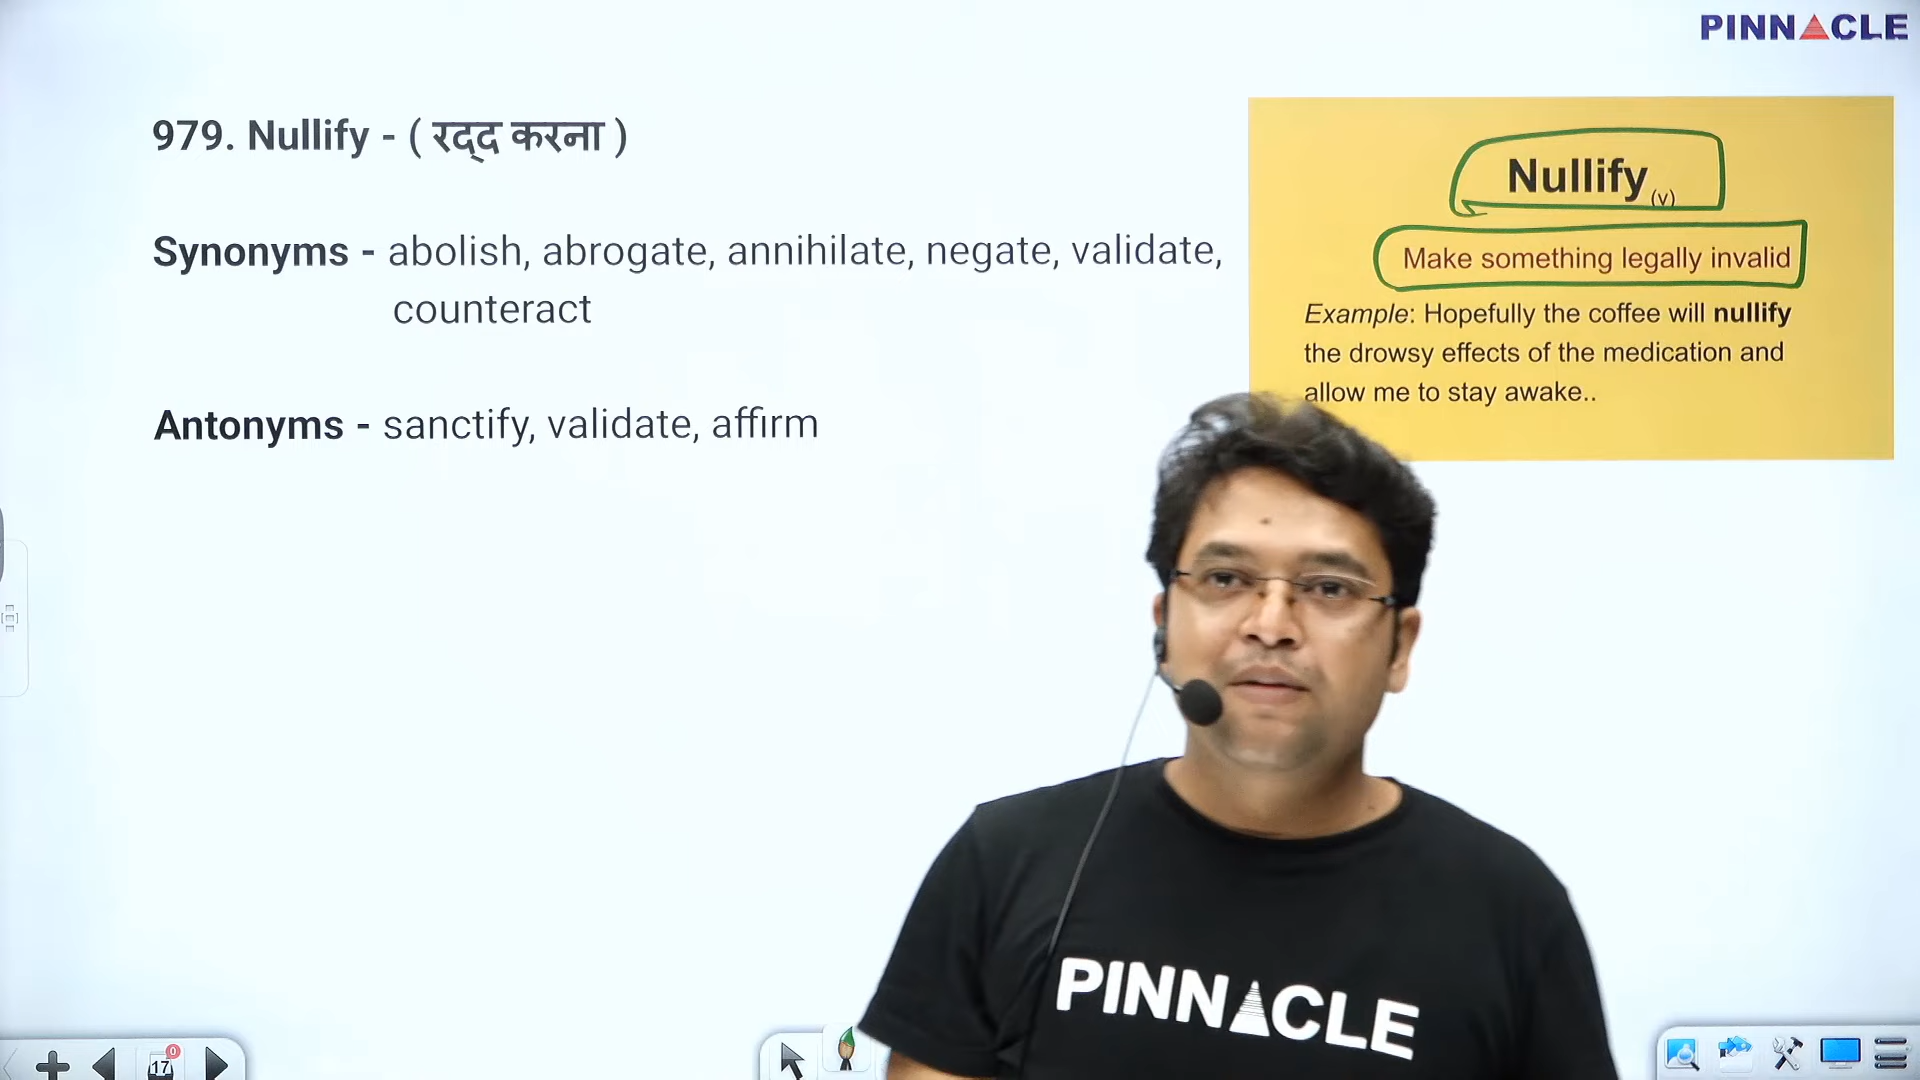 PINNACLE
979. Nullify - ( रद्द करना )
Synonyms - abolish, abrogate, annihilate, negate, validate,
counteract
Antonyms - sanctify, validate, affirm
Nullify (v)
Make something legally invalid
Example: Hopefully the coffee will nullify
the drowsy effects of the medication and
allow me to stay awake..
PINNACLE
17
0